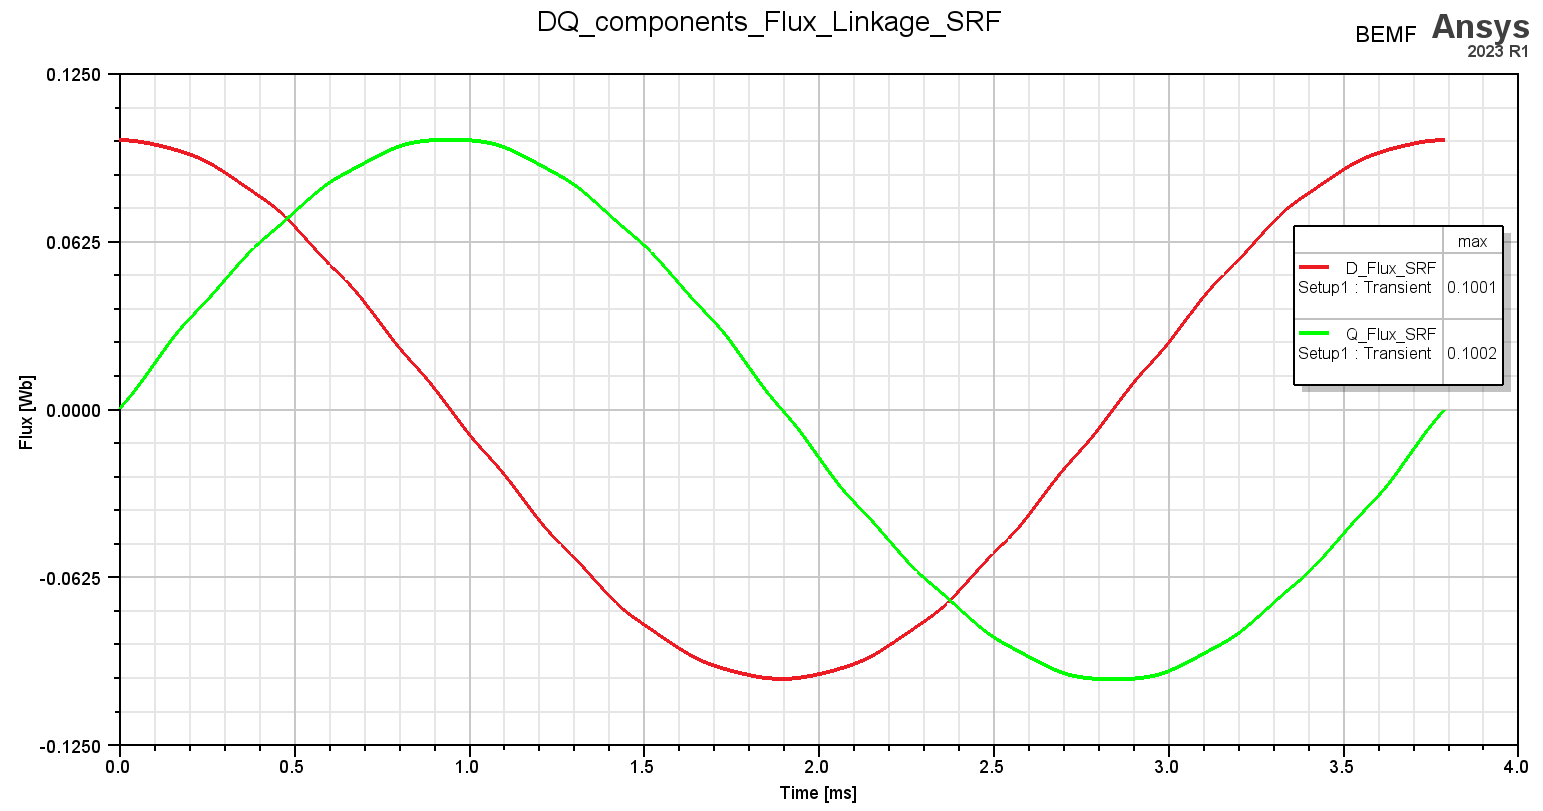 DQ_components_Flux_Linkage_SRF
BEMF
Ansys
2023 R1
0.1250
0.0625
0.0000
-0.0625
-0.1250
Flux [Wb]
max
D_Flux_SRF
Setup1 : Transient 0.1001
Q_Flux_SRF
Setup1 : Transient 0.1002
0.0 0.5 1.0 1.5 2.0 2.5 3.0 3.5 4.0
Time [ms]